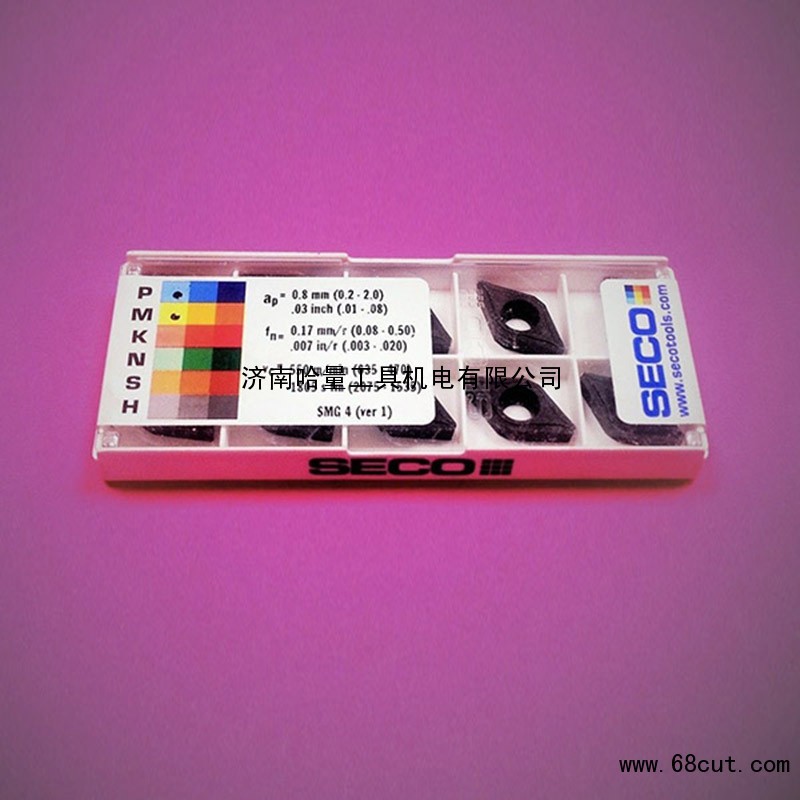 P
M
K
N
S
H
ap= 0.8 mm (0.2 - 2.0)
.03 inch (.01 - .08)
fn= 0.17 mm/r (0.08 - 0.50)
.007 in/r (.003 - .020)
济南哈量工具机电有限公司
SMG 4 (ver 1)
SECO
www.secotools.com
SECO
www.68cut.com